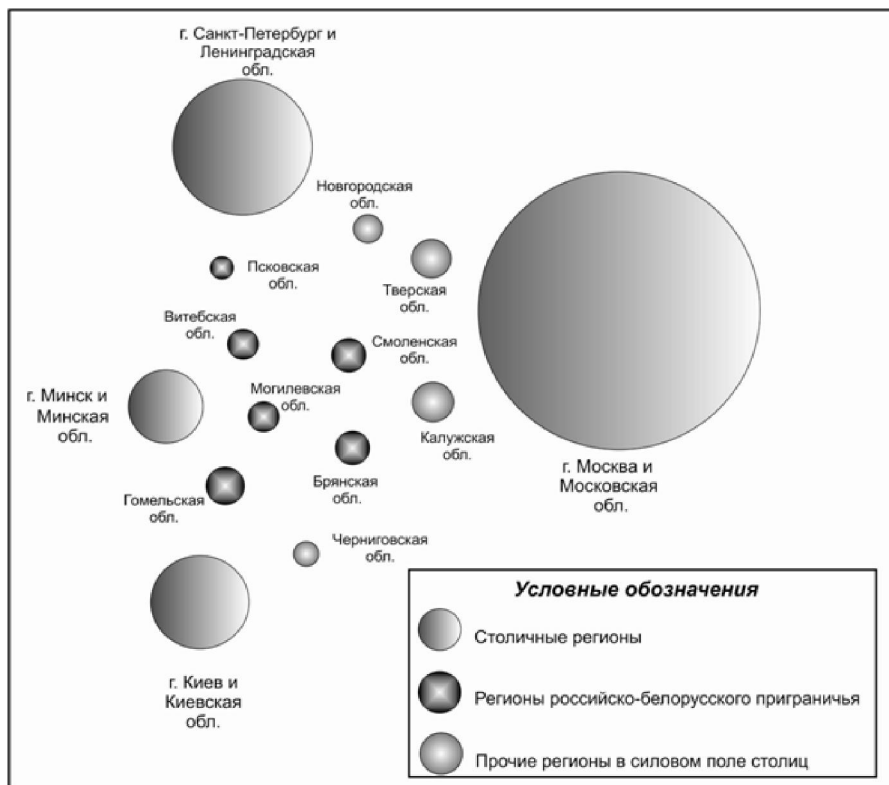 г. Санкт-Петербург и
Ленинградская
обл.
Новгородская
обл.
Псковская
обл.
Тверская
обл.
Витебская
обл.
Смоленская
обл.
г. Минск и
Минская
обл.
Могилевская
обл.
Калужская
обл.
г. Москва и
Московская
обл.
Гомельская
обл.
Брянская
обл.
Черниговская
обл.
г. Киев и
Киевская
обл.
Условные обозначения
Столичные регионы
Регионы российско-белорусского приграничья
Прочие регионы в силовом поле столиц